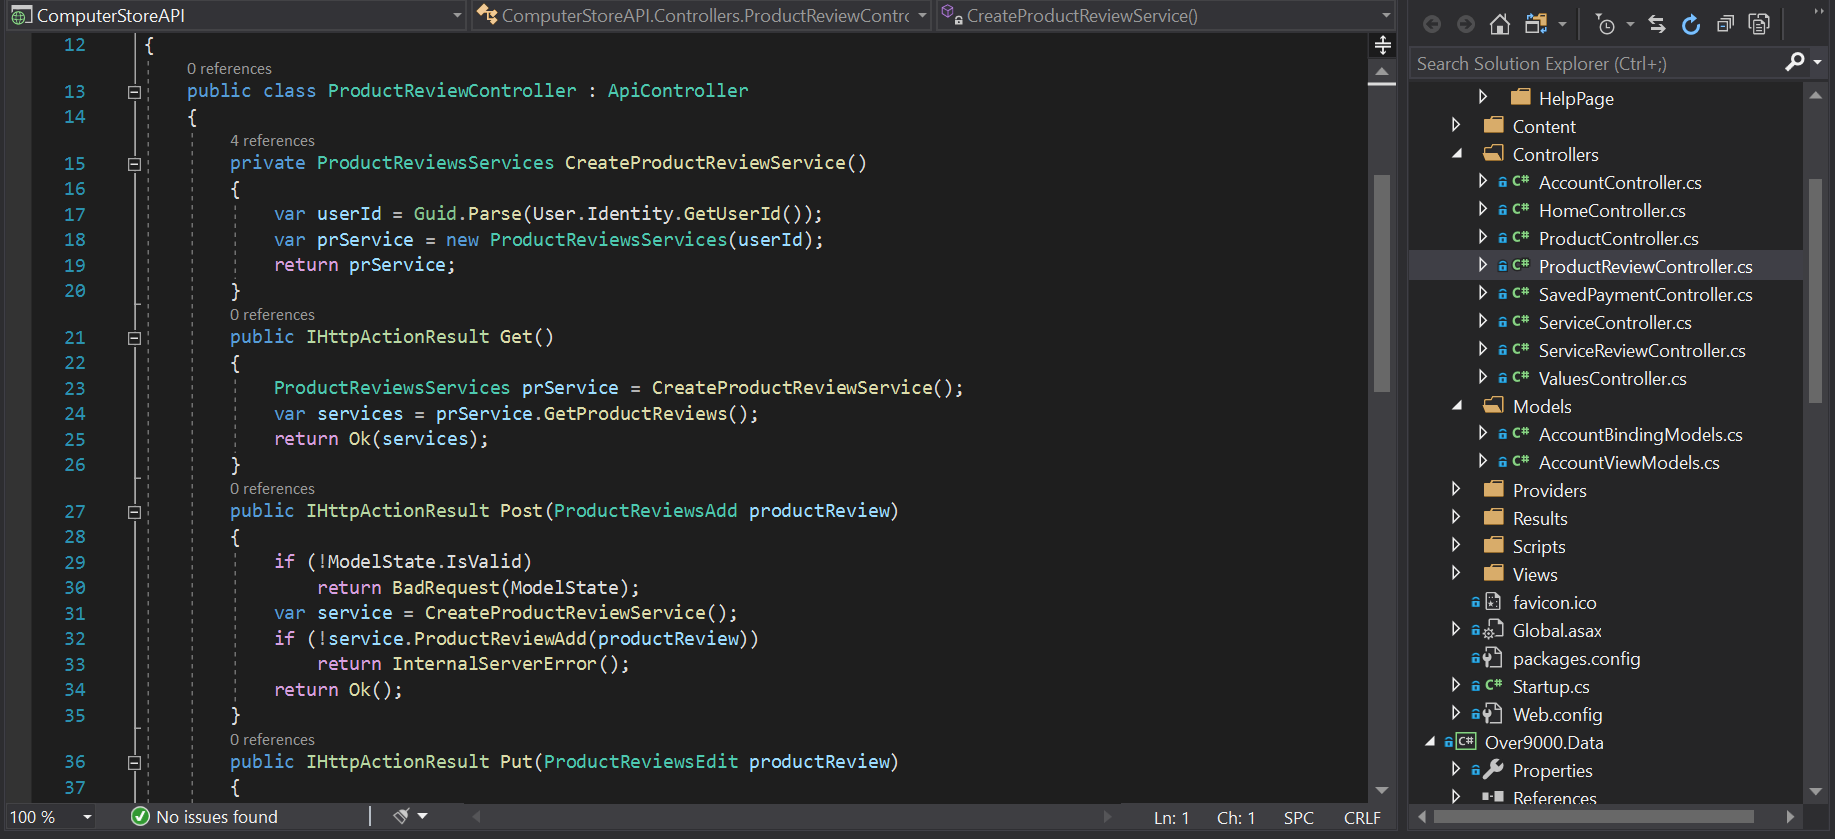 ComputerStoreAPI
ComputerStoreAPI.Controllers.ProductReviewContro
CreateProductReviewService()
12 {
0 references
13 public class ProductReviewController : ApiController
14 {
4 references
15 private ProductReviewsServices CreateProductReviewService()
16 {
17 var userId = Guid.Parse(User.Identity.GetUserId());
18 var prService = new ProductReviewsServices(userId);
19 return prService;
20 }
0 references
21 public IHttpActionResult Get()
22 {
23 ProductReviewsServices prService = CreateProductReviewService();
24 var services = prService.GetProductReviews();
25 return Ok(services);
26 }
0 references
27 public IHttpActionResult Post(ProductReviewsAdd productReview)
28 {
29 if (!ModelState.IsValid)
30 return BadRequest(ModelState);
31 var service = CreateProductReviewService();
32 if (!service.ProductReviewAdd(productReview))
33 return InternalServerError();
34 return Ok();
35 }
0 references
36 public IHttpActionResult Put(ProductReviewsEdit productReview)
37 {
100 %
No issues found
Ln: 1 Ch: 1 SPC CRLF
Search Solution Explorer (Ctrl+;)
HelpPage
Content
Controllers
C# AccountController.cs
C# HomeController.cs
C# ProductController.cs
C# ProductReviewController.cs
C# SavedPaymentController.cs
C# ServiceController.cs
C# ServiceReviewController.cs
C# ValuesController.cs
Models
C# AccountBindingModels.cs
C# AccountViewModels.cs
Providers
Results
Scripts
Views
favicon.ico
Global.asax
packages.config
C# Startup.cs
Web.config
C# Over9000.Data
Properties
References